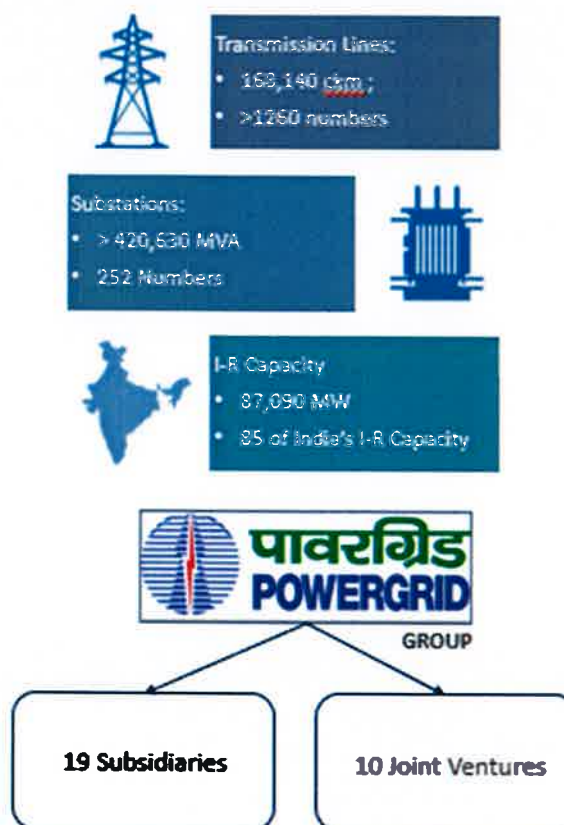 Transmission Lines:
• 168,140 ckm ;
• >1260 numbers
Substations:
• > 420,630 MVA
• 252 Numbers
I-R Capacity
• 87,090 MW
• 85 of India's I-R Capacity
पावरग्रिड
POWERGRID
GROUP
19 Subsidiaries
10 Joint Ventures